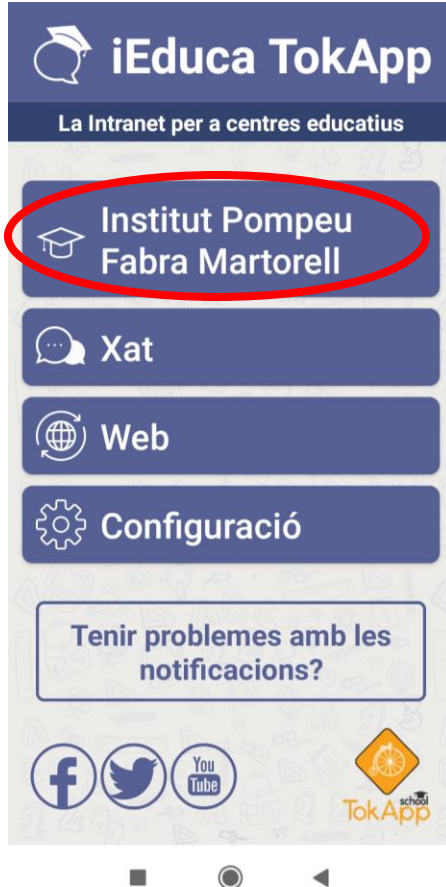 iEduca TokApp
La Intranet per a centres educatius
Institut Pompeu
Fabra Martorell
Xat
Web
Configuració
Tenir problemes amb les
notificacions?
You
Tube
school
TokApp